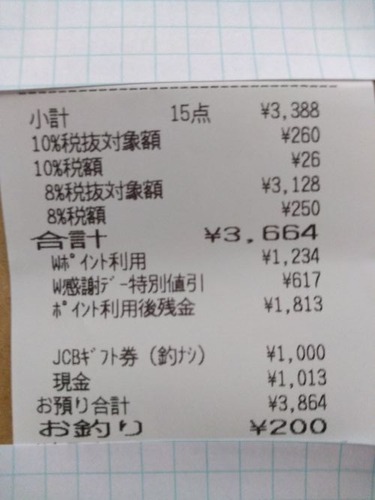 小計 15点 ¥3,388
10%税抜対象額 ¥260
10%税額 ¥26
8%税抜対象額 ¥3,128
8%税額 ¥250
合計 ¥3,664
Wﾎﾟｲﾝﾄ利用 ¥1,234
W感謝ﾃﾞｰ特別値引 ¥617
ﾎﾟｲﾝﾄ利用後残金 ¥1,813
JCBｷﾞﾌﾄ券（釣ﾅｼ） ¥1,000
現金 ¥1,013
お預り合計 ¥3,864
お釣り ¥200